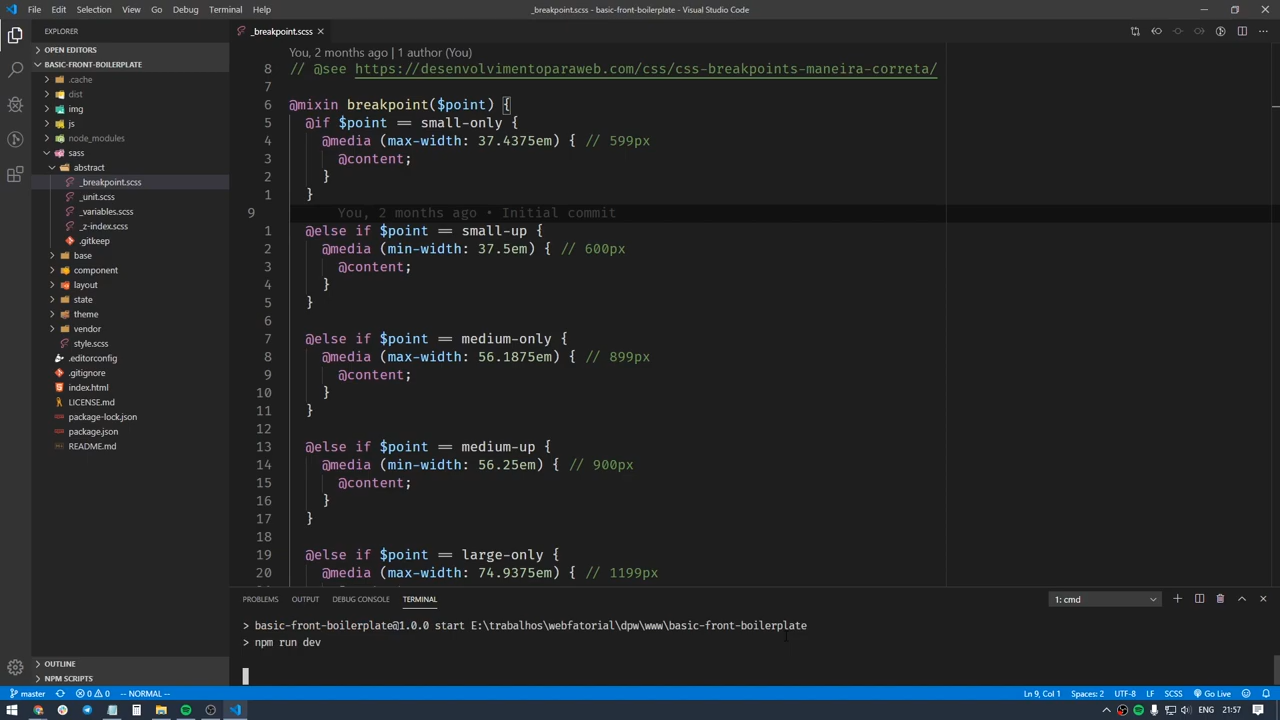 File Edit Selection View Go Debug Terminal Help
_breakpoint.scss - basic-front-boilerplate - Visual Studio Code
EXPLORER
OPEN EDITORS
BASIC-FRONT-BOILERPLATE
.cache
dist
img
js
node_modules
sass
abstract
_breakpoint.scss
_unit.scss
_variables.scss
_z-index.scss
.gitkeep
base
component
layout
state
theme
vendor
style.scss
.editorconfig
.gitignore
index.html
LICENSE.md
package-lock.json
package.json
README.md
OUTLINE
NPM SCRIPTS
_breakpoint.scss
You, 2 months ago | 1 author (You)
8 // @see https://desenvolvimentoparaweb.com/css/css-breakpoints-maneira-correta/
7
6 @mixin breakpoint($point) {
5 @if $point == small-only {
4 @media (max-width: 37.4375em) { // 599px
3 @content;
2 }
1 }
9 You, 2 months ago • Initial commit
1 @else if $point == small-up {
2 @media (min-width: 37.5em) { // 600px
3 @content;
4 }
5 }
6
7 @else if $point == medium-only {
8 @media (max-width: 56.1875em) { // 899px
9 @content;
10 }
11 }
12
13 @else if $point == medium-up {
14 @media (min-width: 56.25em) { // 900px
15 @content;
16 }
17 }
18
19 @else if $point == large-only {
20 @media (max-width: 74.9375em) { // 1199px
PROBLEMS OUTPUT DEBUG CONSOLE TERMINAL
1: cmd
> basic-front-boilerplate@1.0.0 start E:\trabalhos\webfatorial\dpw\www\basic-front-boilerplate
> npm run dev
master 0 0 -- NORMAL -- Ln 9, Col 1 Spaces: 2 UTF-8 LF SCSS Go Live
ENG 21:57